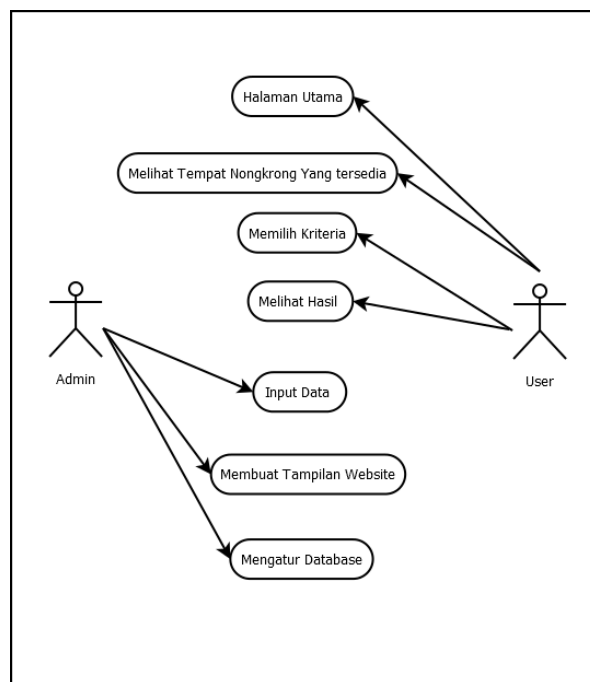 Halaman Utama
Melihat Tempat Nongkrong Yang tersedia
Memilih Kriteria
Melihat Hasil
Admin
User
Input Data
Membuat Tampilan Website
Mengatur Database